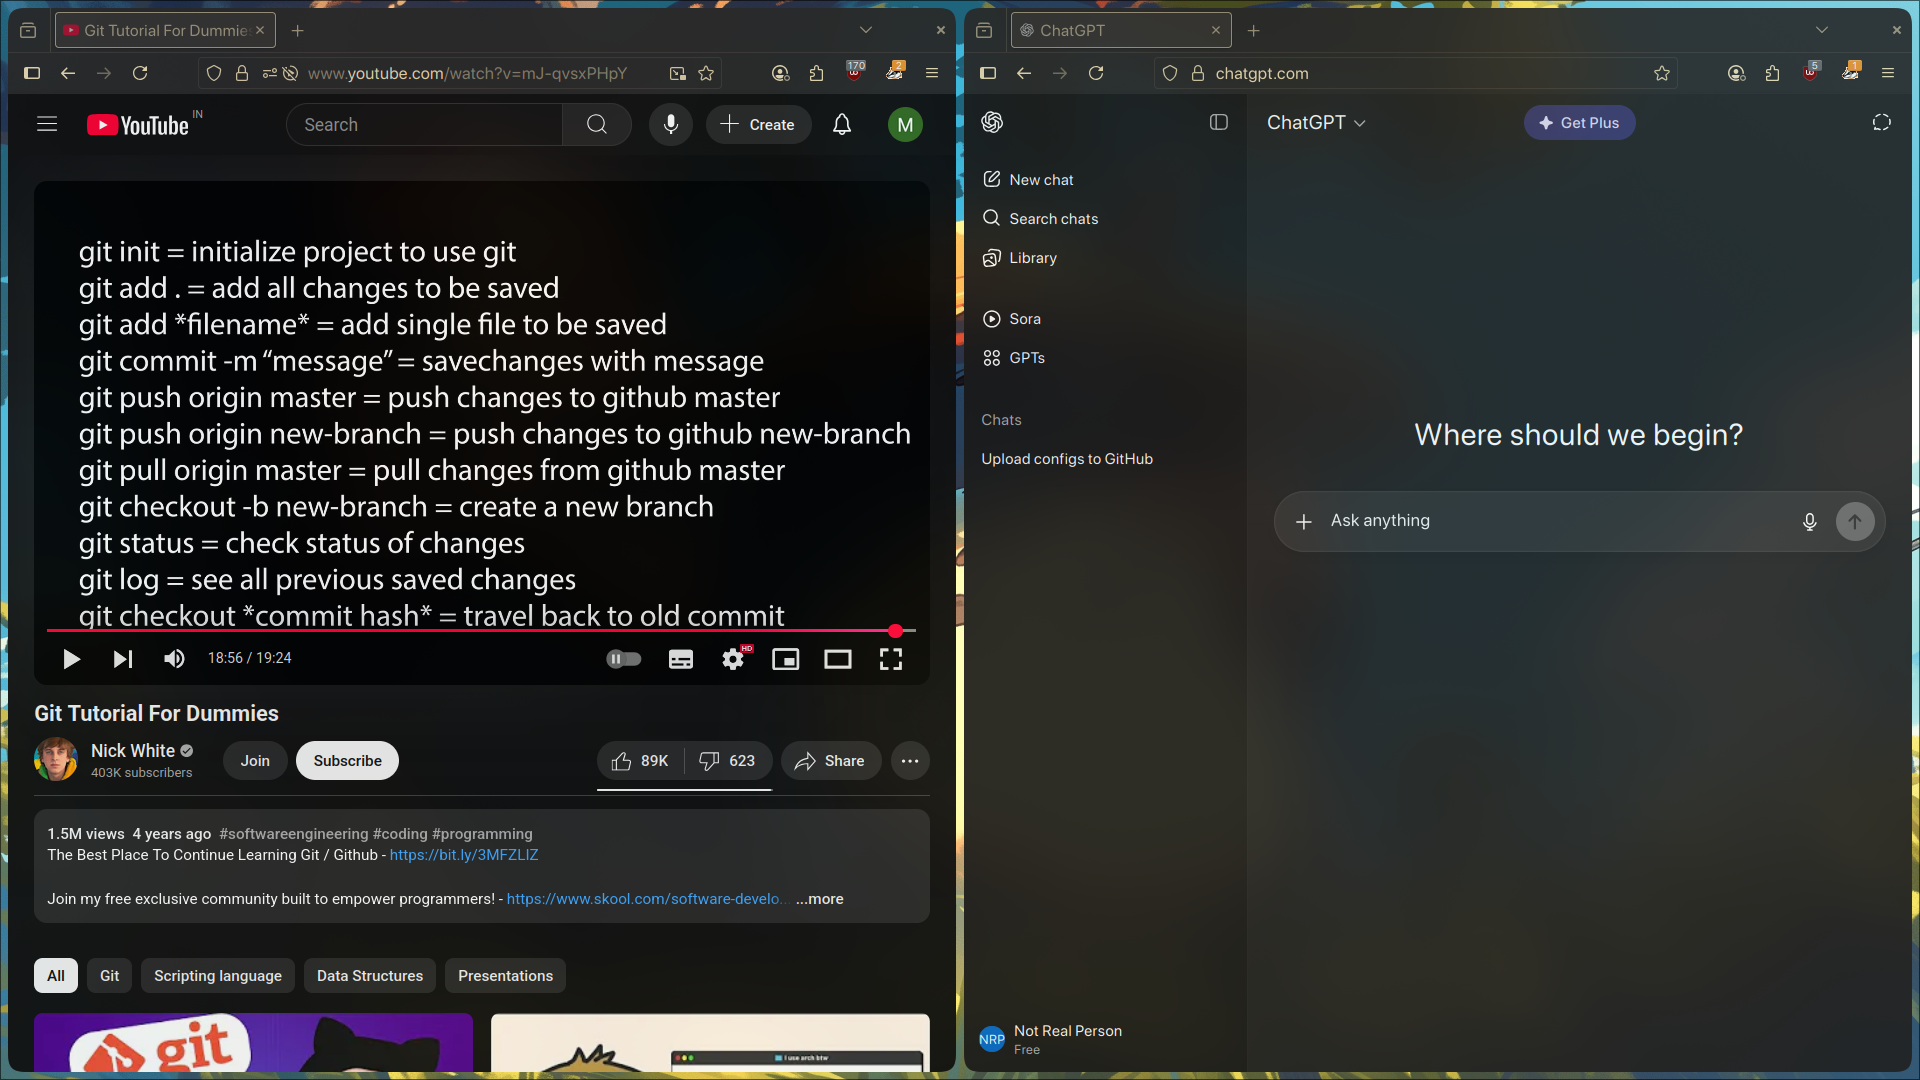 Git Tutorial For Dummies
www.youtube.com/watch?v=mJ-qvsxPHpY
170
2
YouTube IN
Search
Create
M
git init = initialize project to use git
git add . = add all changes to be saved
git add *filename* = add single file to be saved
git commit -m “message” = savechanges with message
git push origin master = push changes to github master
git push origin new-branch = push changes to github new-branch
git pull origin master = pull changes from github master
git checkout -b new-branch = create a new branch
git status = check status of changes
git log = see all previous saved changes
git checkout *commit hash* = travel back to old commit
18:56 / 19:24
HD
Git Tutorial For Dummies
Nick White
403K subscribers
Join
Subscribe
89K
623
Share
1.5M views 4 years ago #softwareengineering #coding #programming
The Best Place To Continue Learning Git / Github - https://bit.ly/3MFZLIZ
Join my free exclusive community built to empower programmers! - https://www.skool.com/software-develo... ...more
All
Git
Scripting language
Data Structures
Presentations
git
I use arch btw
ChatGPT
chatgpt.com
5
1
ChatGPT
Get Plus
New chat
Search chats
Library
Sora
GPTs
Chats
Upload configs to GitHub
Where should we begin?
Ask anything
NRP
Not Real Person
Free